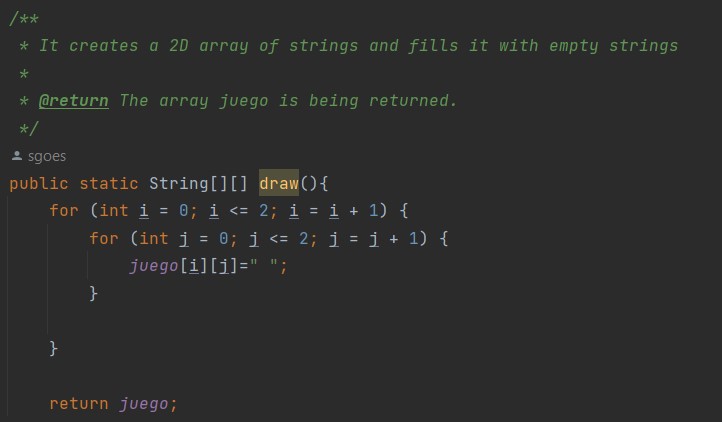 /**
 * It creates a 2D array of strings and fills it with empty strings
 *
 * @return The array juego is being returned.
 */
sgoes
public static String[][] draw(){
    for (int i = 0; i <= 2; i = i + 1) {
        for (int j = 0; j <= 2; j = j + 1) {
            juego[i][j]=" ";
        }
    }
    return juego;